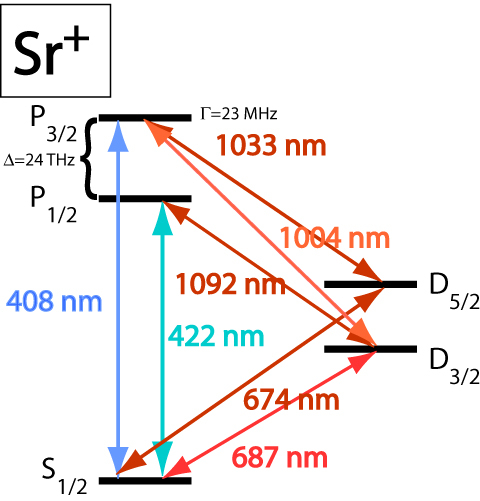 Sr+
P3/2
Γ=23 MHz
1033 nm
Δ=24 THz
P1/2
1004 nm
1092 nm
D5/2
408 nm
422 nm
D3/2
674 nm
687 nm
S1/2